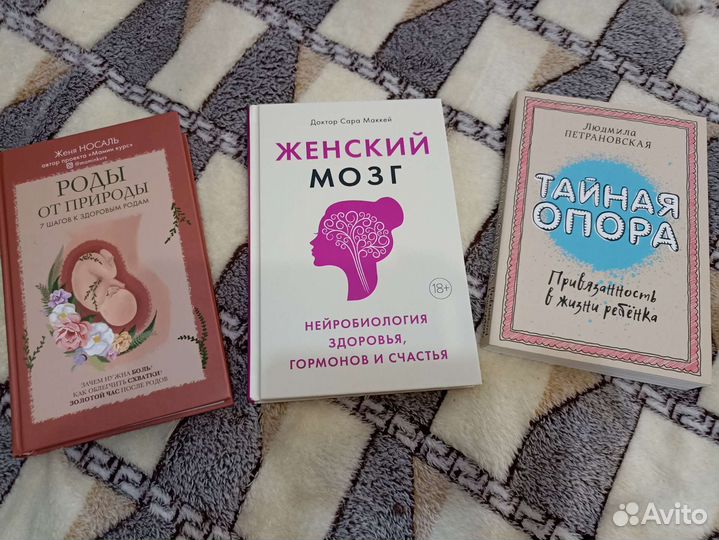 Женя НОСАЛЬ
автор проекта «Мамин курс»
@maminkurs
РОДЫ
ОТ ПРИРОДЫ
7 ШАГОВ К ЗДОРОВЫМ РОДАМ
ЗАЧЕМ НУЖНА БОЛЬ?
КАК ОБЛЕГЧИТЬ СХВАТКИ?
ЗОЛОТОЙ ЧАС ПОСЛЕ РОДОВ
Доктор Сара Маккей
ЖЕНСКИЙ
МОЗГ
18+
НЕЙРОБИОЛОГИЯ
ЗДОРОВЬЯ,
ГОРМОНОВ И СЧАСТЬЯ
Людмила
ПЕТРАНОВСКАЯ
ТАЙНАЯ
ОПОРА
Привязанность
в жизни ребёнка
Avito